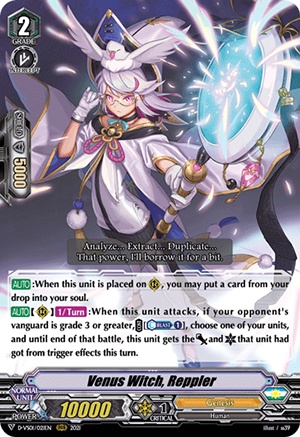 2
GRADE
INTERCEPT
5000
Analyze... Extract... Duplicate...
That power, I'll borrow it for a bit.
AUTO:When this unit is placed on , you may put a card from your
drop into your soul.
AUTO【 】1/Turn:When this unit attacks, if your opponent's
vanguard is grade 3 or greater, [ BLAST 1], choose one of your units,
and until end of that battle, this unit gets the and that unit had
got from trigger effects this turn.
NORMAL
UNIT
Venus Witch, Reppler
Genesis
Human
POWER
10000
1
CRITICAL
D-VS01/021EN RRR 2021
illust / m39